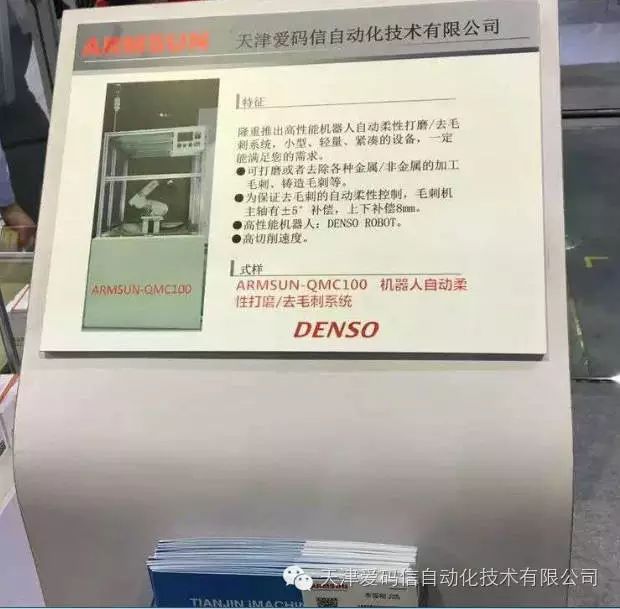 ARMSUN 天津爱码信自动化技术有限公司
特征
隆重推出高性能机器人自动柔性打磨/去毛
刺系统，小型、轻量、紧凑的设备，一定
能满足您的需求。
●可打磨或者去除各种金属/非金属的加工
毛刺、铸造毛刺等。
●为保证去毛刺的自动柔性控制，毛刺机
主轴有±5°补偿，上下补偿8mm。
●高性能机器人：DENSO ROBOT。
●高切削速度。
ARMSUN-QMC100
式样
ARMSUN-QMC100 机器人自动柔
性打磨/去毛刺系统
DENSO
TIANJIN iMACHI
天津爱码信自动化技术有限公司